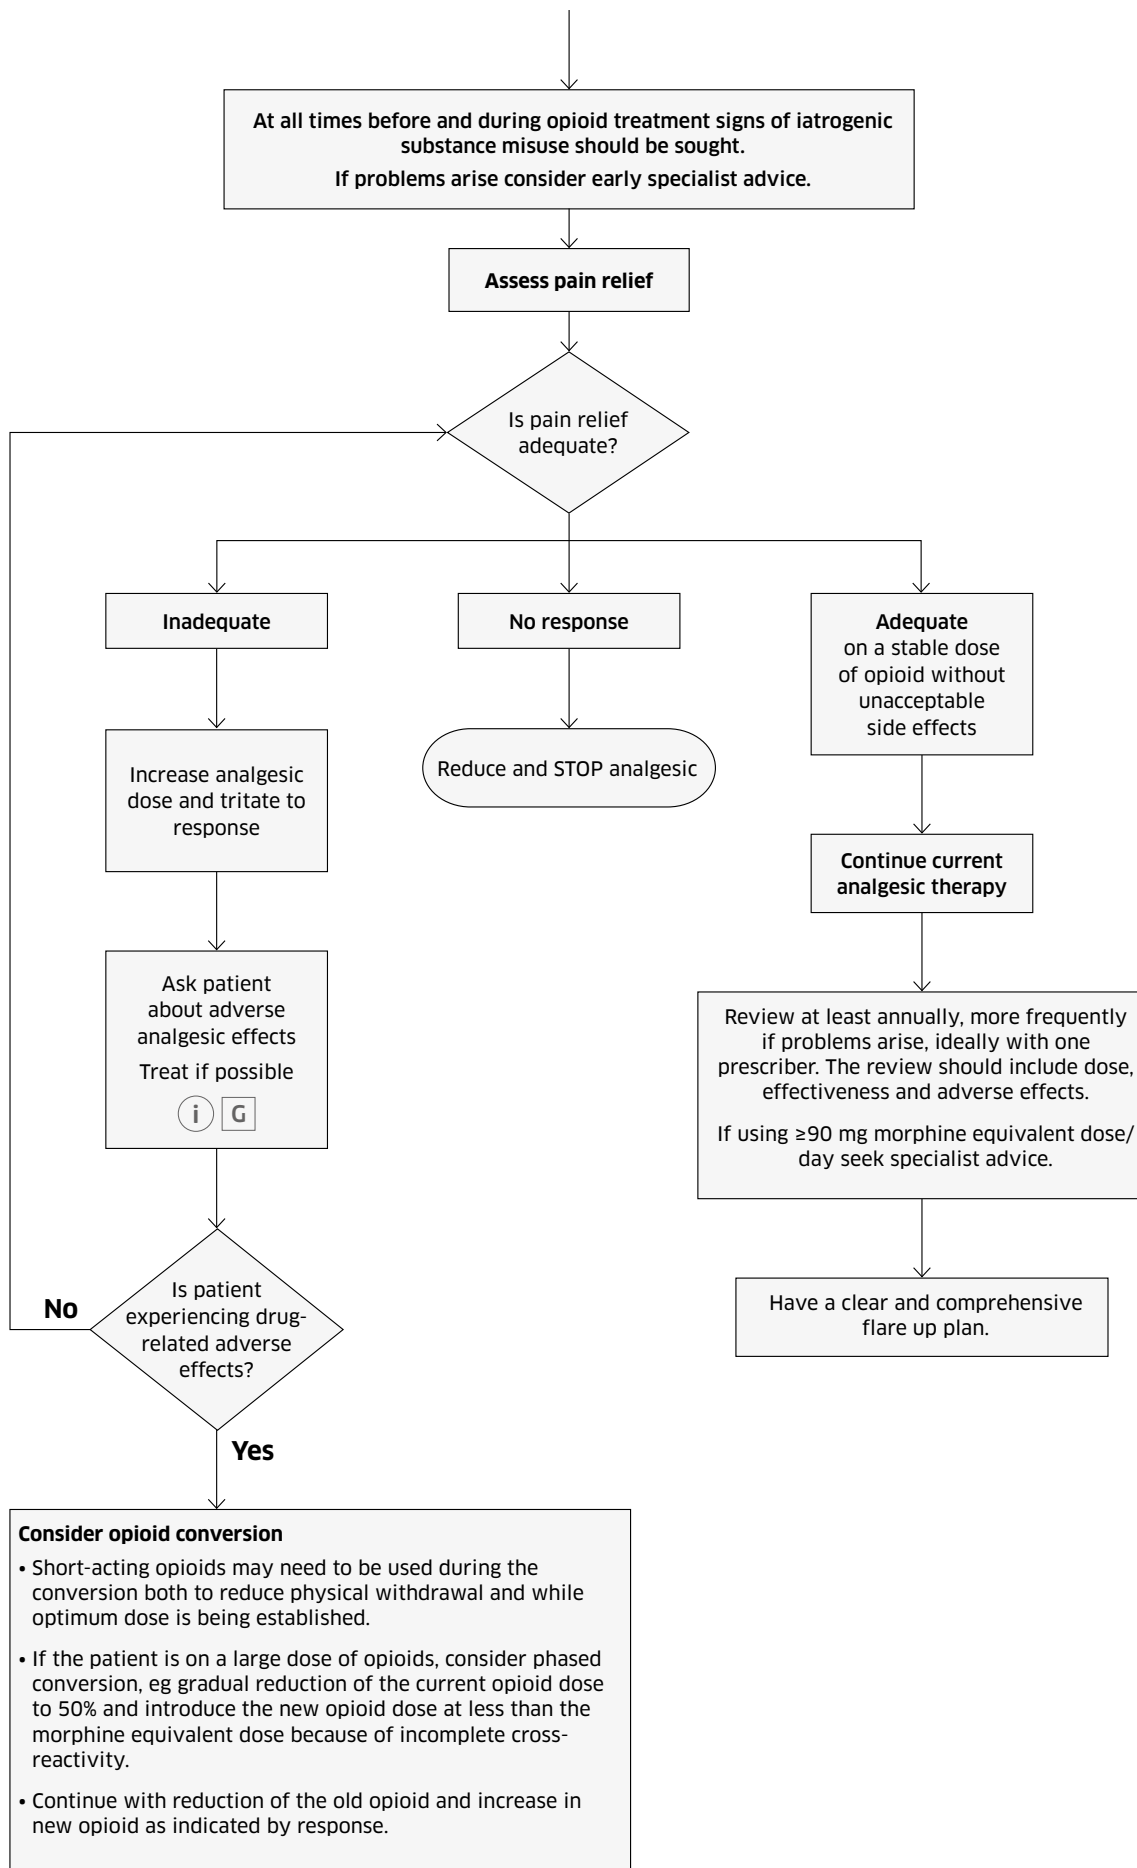 At all times before and during opioid treatment signs of iatrogenic
substance misuse should be sought.
If problems arise consider early specialist advice.
Assess pain relief
Is pain relief
adequate?
Inadequate
No response
Adequate
on a stable dose
of opioid without
unacceptable
side effects
Increase analgesic
dose and tritate to
response
Reduce and STOP analgesic
Continue current
analgesic therapy
Ask patient
about adverse
analgesic effects
Treat if possible
i G
Review at least annually, more frequently
if problems arise, ideally with one
prescriber. The review should include dose,
effectiveness and adverse effects.
If using ≥90 mg morphine equivalent dose/
day seek specialist advice.
Is patient
experiencing drug-
related adverse
effects?
No
Yes
Have a clear and comprehensive
flare up plan.
Consider opioid conversion
• Short-acting opioids may need to be used during the
conversion both to reduce physical withdrawal and while
optimum dose is being established.
• If the patient is on a large dose of opioids, consider phased
conversion, eg gradual reduction of the current opioid dose
to 50% and introduce the new opioid dose at less than the
morphine equivalent dose because of incomplete cross-
reactivity.
• Continue with reduction of the old opioid and increase in
new opioid as indicated by response.